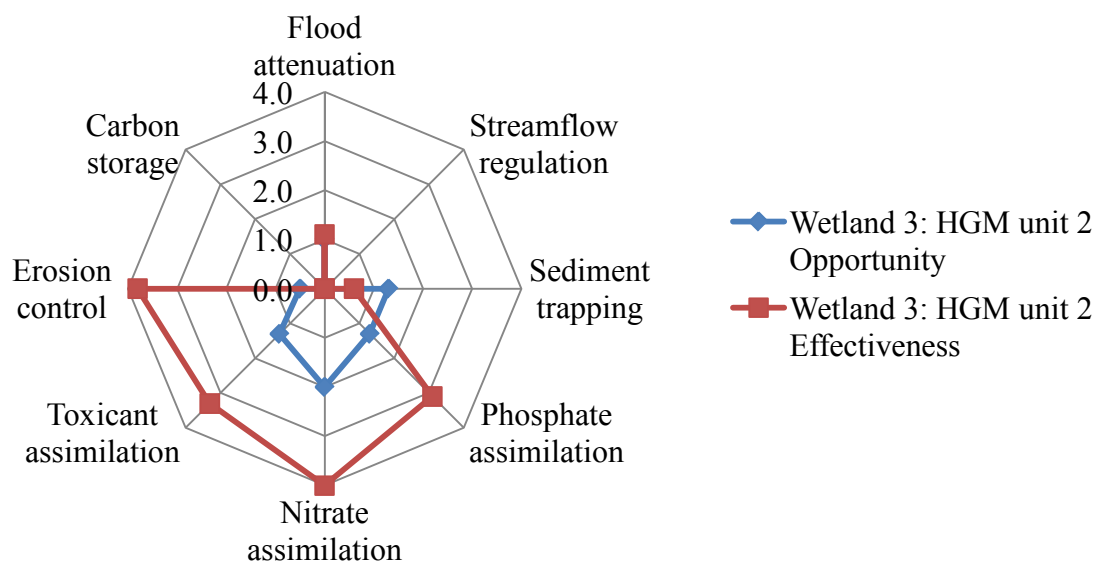 Flood
attenuation
4.0
3.0
2.0
1.0
0.0
Streamflow
regulation
Sediment
trapping
Phosphate
assimilation
Nitrate
assimilation
Toxicant
assimilation
Erosion
control
Carbon
storage
Wetland 3: HGM unit 2
Opportunity
Wetland 3: HGM unit 2
Effectiveness